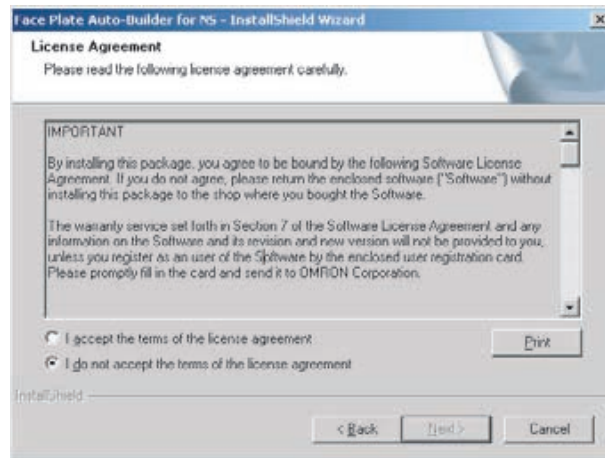 Face Plate Auto-Builder for NS - InstallShield Wizard
License Agreement
Please read the following license agreement carefully.
IMPORTANT
By installing this package, you agree to be bound by the following Software License
Agreement. If you do not agree, please return the enclosed software ("Software") without
installing this package to the shop where you bought the Software.
The warranty service set forth in Section 7 of the Software License Agreement and any
information on the Software and its revision and new version will not be provided to you,
unless you register as an user of the Software by the enclosed user registration card.
Please promptly fill in the card and send it to OMRON Corporation.
I accept the terms of the license agreement
Print
I do not accept the terms of the license agreement
InstallShield
< Back
Next >
Cancel